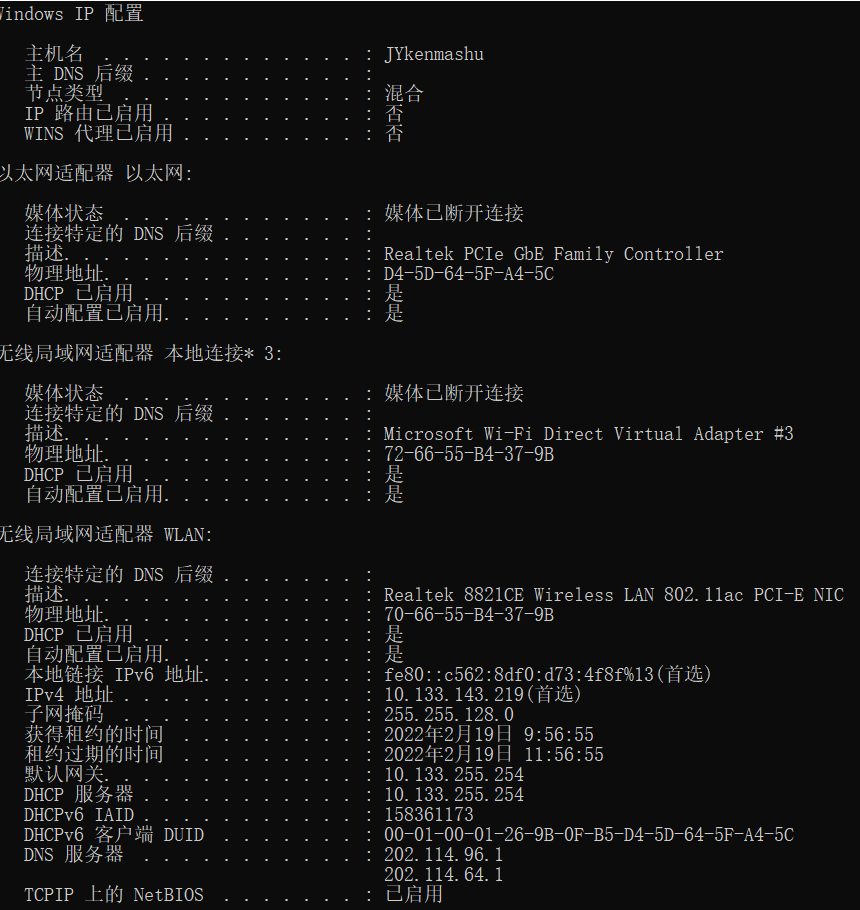 Windows IP 配置
主机名 . . . . . . . . . . . . . : JYkenmashu
主 DNS 后缀 . . . . . . . . . . . :
节点类型 . . . . . . . . . . . . : 混合
IP 路由已启用 . . . . . . . . . . : 否
WINS 代理已启用 . . . . . . . . . : 否
以太网适配器 以太网:
媒体状态 . . . . . . . . . . . . : 媒体已断开连接
连接特定的 DNS 后缀 . . . . . . . :
描述. . . . . . . . . . . . . . . : Realtek PCIe GbE Family Controller
物理地址. . . . . . . . . . . . . : D4-5D-64-5F-A4-5C
DHCP 已启用 . . . . . . . . . . . : 是
自动配置已启用. . . . . . . . . . : 是
无线局域网适配器 本地连接* 3:
媒体状态 . . . . . . . . . . . . : 媒体已断开连接
连接特定的 DNS 后缀 . . . . . . . :
描述. . . . . . . . . . . . . . . : Microsoft Wi-Fi Direct Virtual Adapter #3
物理地址. . . . . . . . . . . . . : 72-66-55-B4-37-9B
DHCP 已启用 . . . . . . . . . . . : 是
自动配置已启用. . . . . . . . . . : 是
无线局域网适配器 WLAN:
连接特定的 DNS 后缀 . . . . . . . :
描述. . . . . . . . . . . . . . . : Realtek 8821CE Wireless LAN 802.11ac PCI-E NIC
物理地址. . . . . . . . . . . . . : 70-66-55-B4-37-9B
DHCP 已启用 . . . . . . . . . . . : 是
自动配置已启用. . . . . . . . . . : 是
本地链接 IPv6 地址. . . . . . . . : fe80::c562:8df0:d73:4f8f%13(首选)
IPv4 地址 . . . . . . . . . . . . : 10.133.143.219(首选)
子网掩码 . . . . . . . . . . . . : 255.255.128.0
获得租约的时间 . . . . . . . . . : 2022年2月19日 9:56:55
租约过期的时间 . . . . . . . . . : 2022年2月19日 11:56:55
默认网关. . . . . . . . . . . . . : 10.133.255.254
DHCP 服务器 . . . . . . . . . . . : 10.133.255.254
DHCPv6 IAID . . . . . . . . . . . : 158361173
DHCPv6 客户端 DUID . . . . . . . : 00-01-00-01-26-9B-0F-B5-D4-5D-64-5F-A4-5C
DNS 服务器 . . . . . . . . . . . : 202.114.96.1
202.114.64.1
TCPIP 上的 NetBIOS . . . . . . . : 已启用